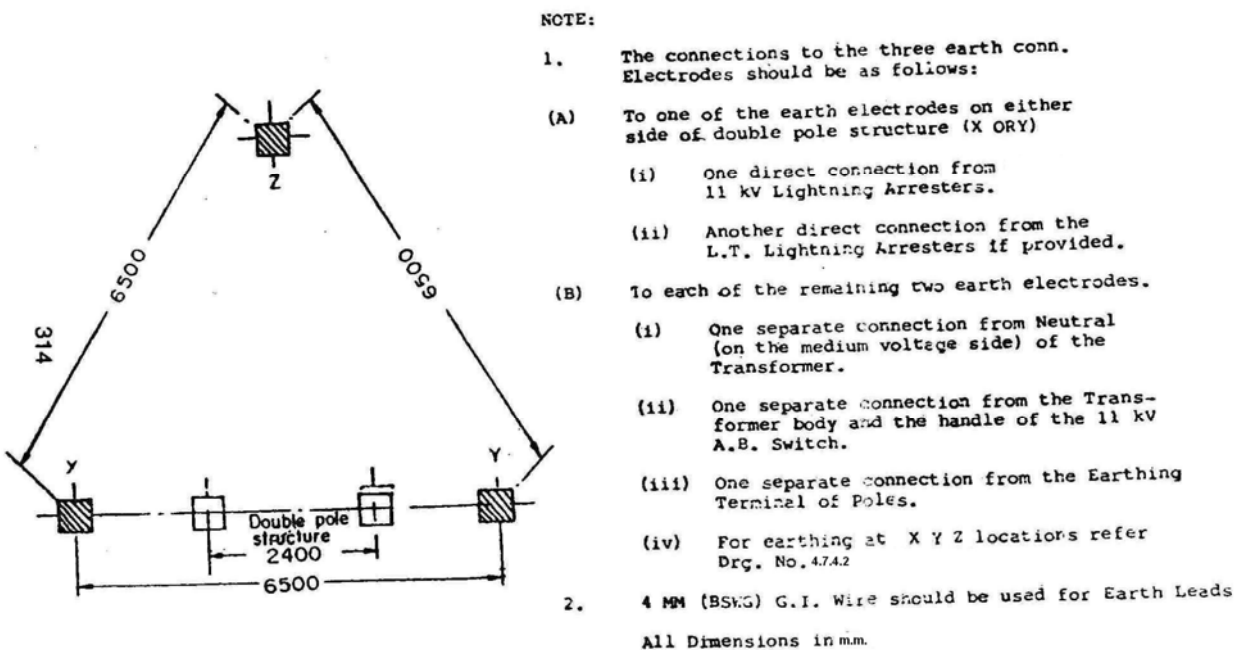 NOTE:
1. The connections to the three earth conn.
Electrodes should be as follows:
(A) To one of the earth electrodes on either
side of double pole structure (X ORY)
(i) One direct connection from
11 kV Lightning Arresters.
(ii) Another direct connection from the
L.T. Lightning Arresters if provided.
(B) To each of the remaining two earth electrodes.
(i) One separate connection from Neutral
(on the medium voltage side) of the
Transformer.
(ii) One separate connection from the Trans-
former body and the handle of the 11 kV
A.B. Switch.
(iii) One separate connection from the Earthing
Terminal of Poles.
(iv) For earthing at X Y Z locations refer
Drg. No. 4.7.4.2
2. 4 MM (BSWG) G.I. Wire should be used for Earth Leads
All Dimensions in m.m.
Z
6500
6500
314
y
Y
Double pole
structure
2400
6500